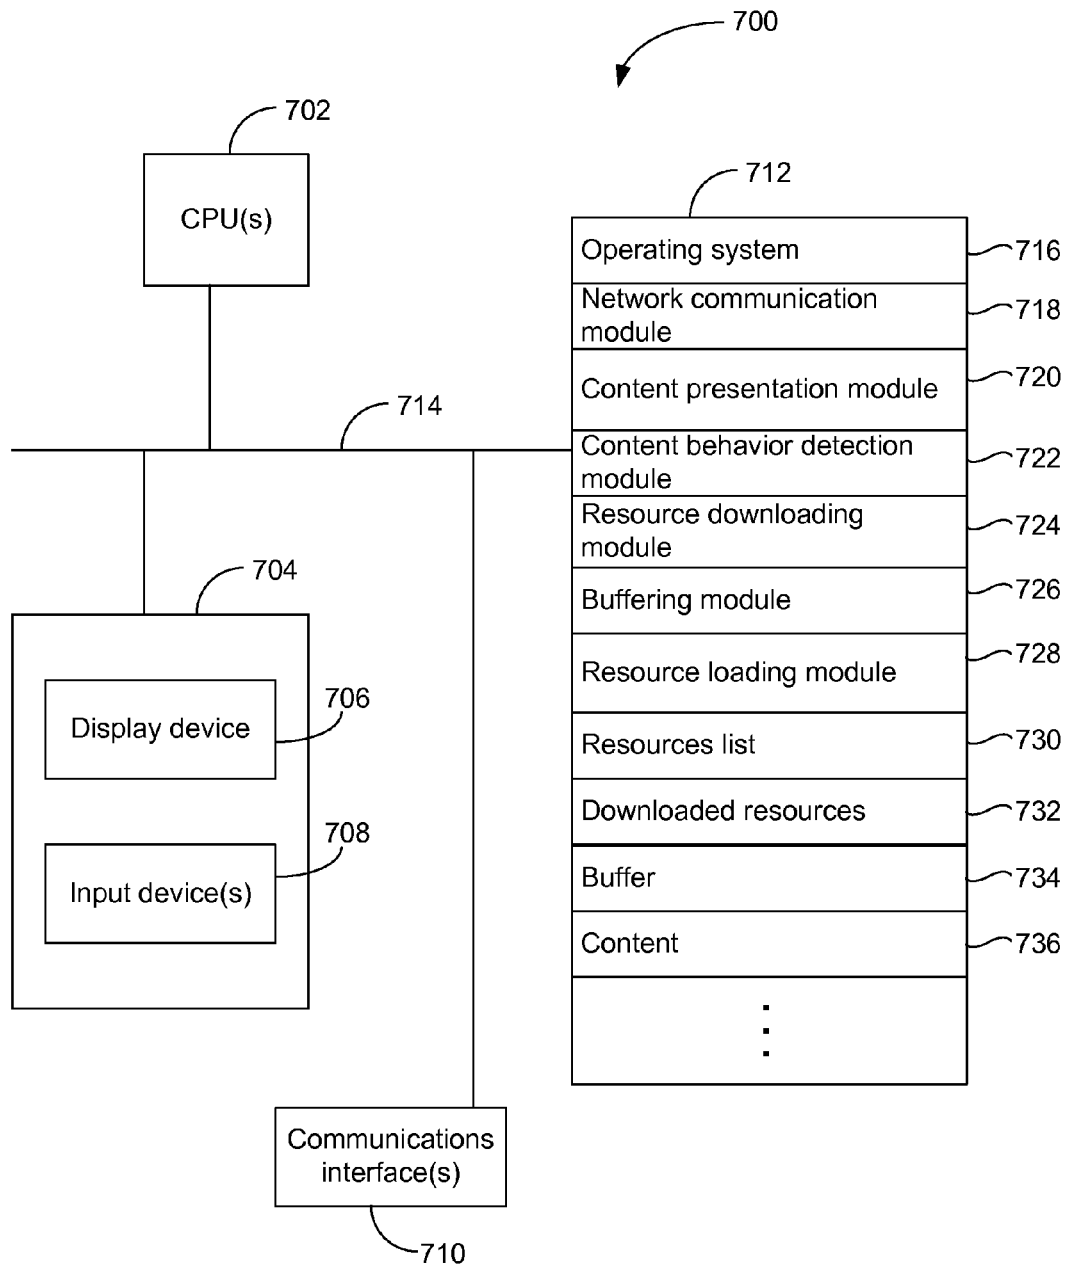 700
702
CPU(s)
712
Operating system
716
Network communication
module
718
Content presentation module
720
714
Content behavior detection
module
722
Resource downloading
module
724
704
Buffering module
726
Resource loading module
728
Display device
706
Resources list
730
Downloaded resources
732
708
Input device(s)
Buffer
734
Content
736
Communications
interface(s)
710